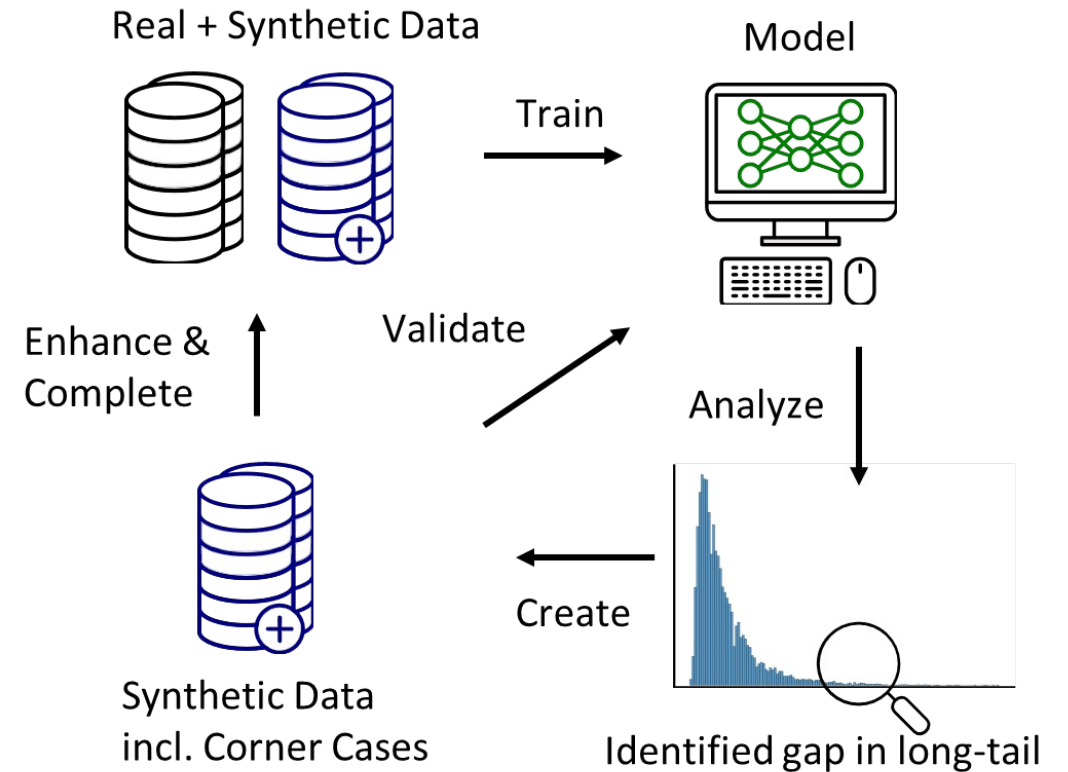 Real + Synthetic Data
Model
Train
Enhance &
Complete
Validate
Analyze
Create
Synthetic Data
incl. Corner Cases
Identified gap in long-tail